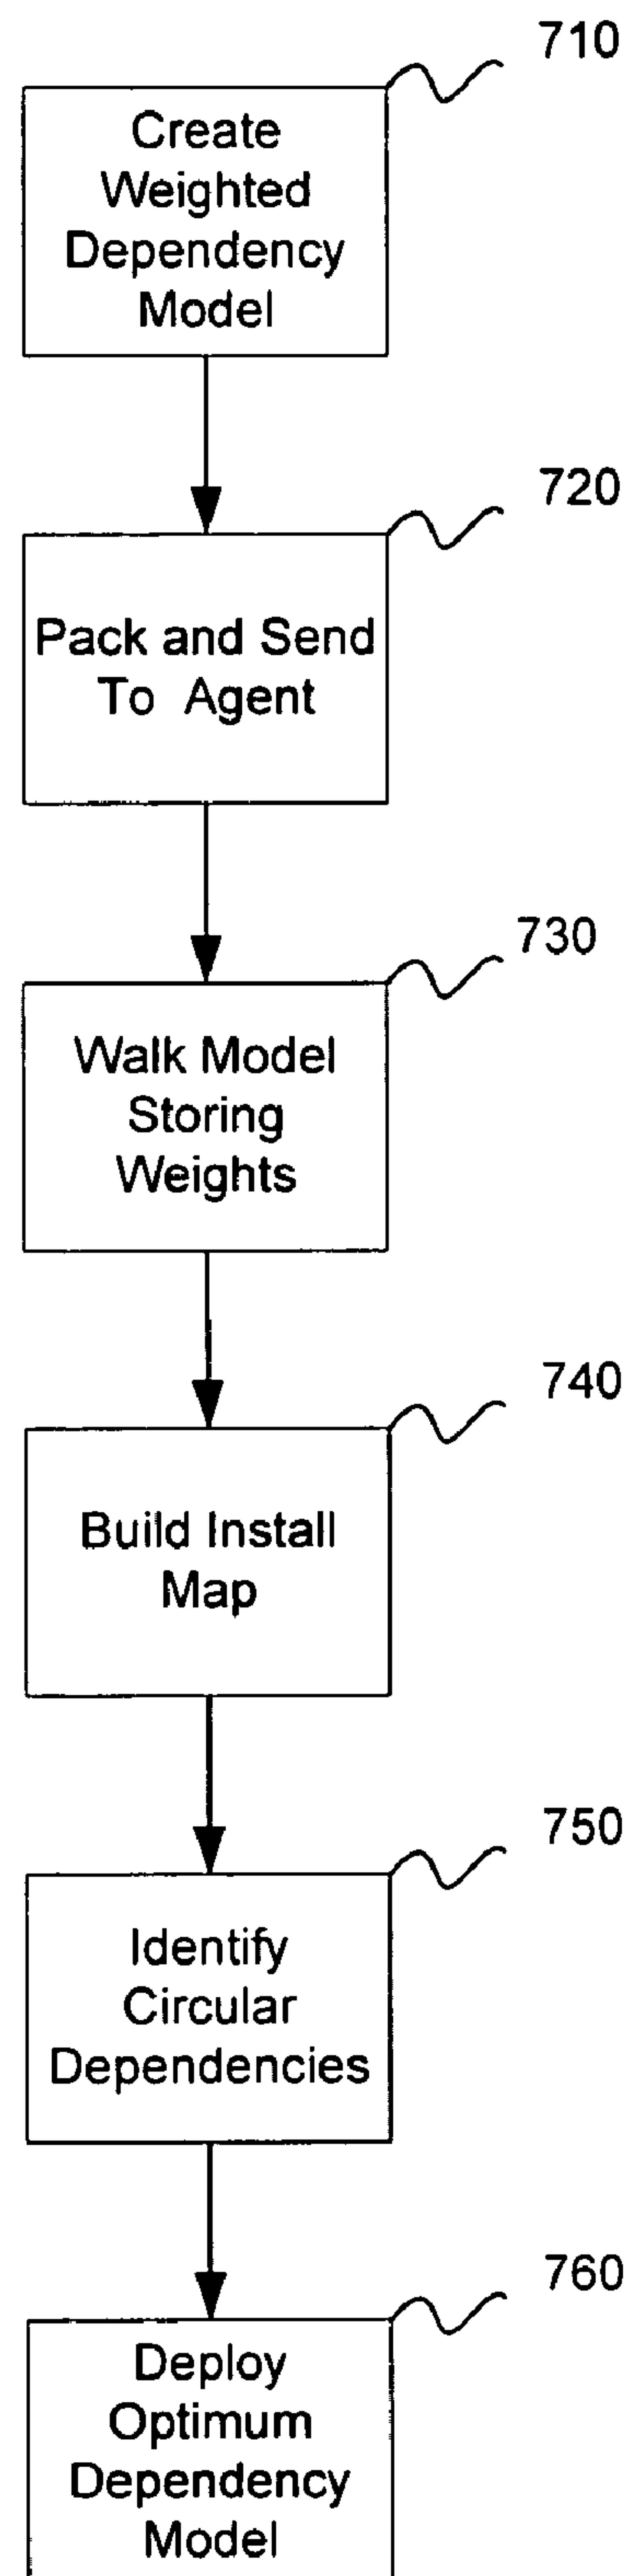 710
Create
Weighted
Dependency
Model
720
Pack and Send
To Agent
730
Walk Model
Storing
Weights
740
Build Install
Map
750
Identify
Circular
Dependencies
760
Deploy
Optimum
Dependency
Model